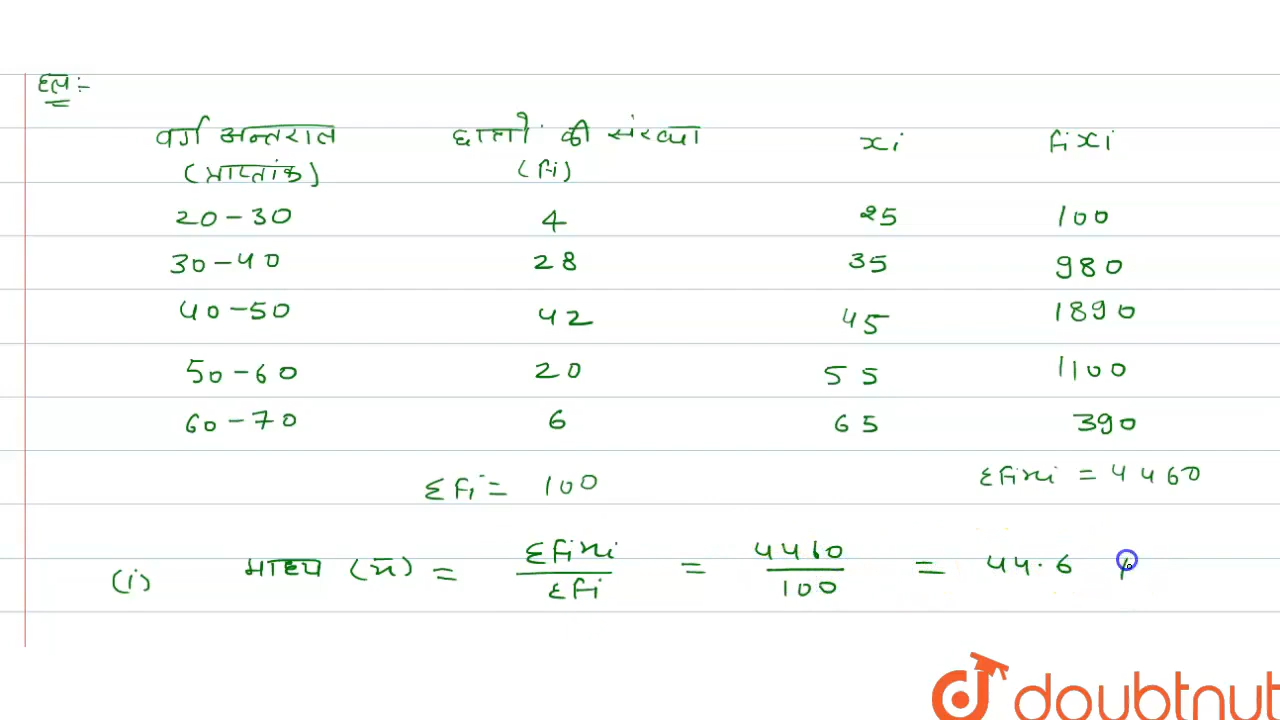 हल :-
वर्ग अन्तराल छात्रों की संख्या xi fixi
(प्राप्तांक) (fi)
20-30 4 25 100
30-40 28 35 980
40-50 42 45 1890
50-60 20 55 1100
60-70 6 65 390
Σfi = 100 Σfixi = 4460
(i) माध्य (x̄) = Σfixi / Σfi = 4460 / 100 = 44.6
doubtnut